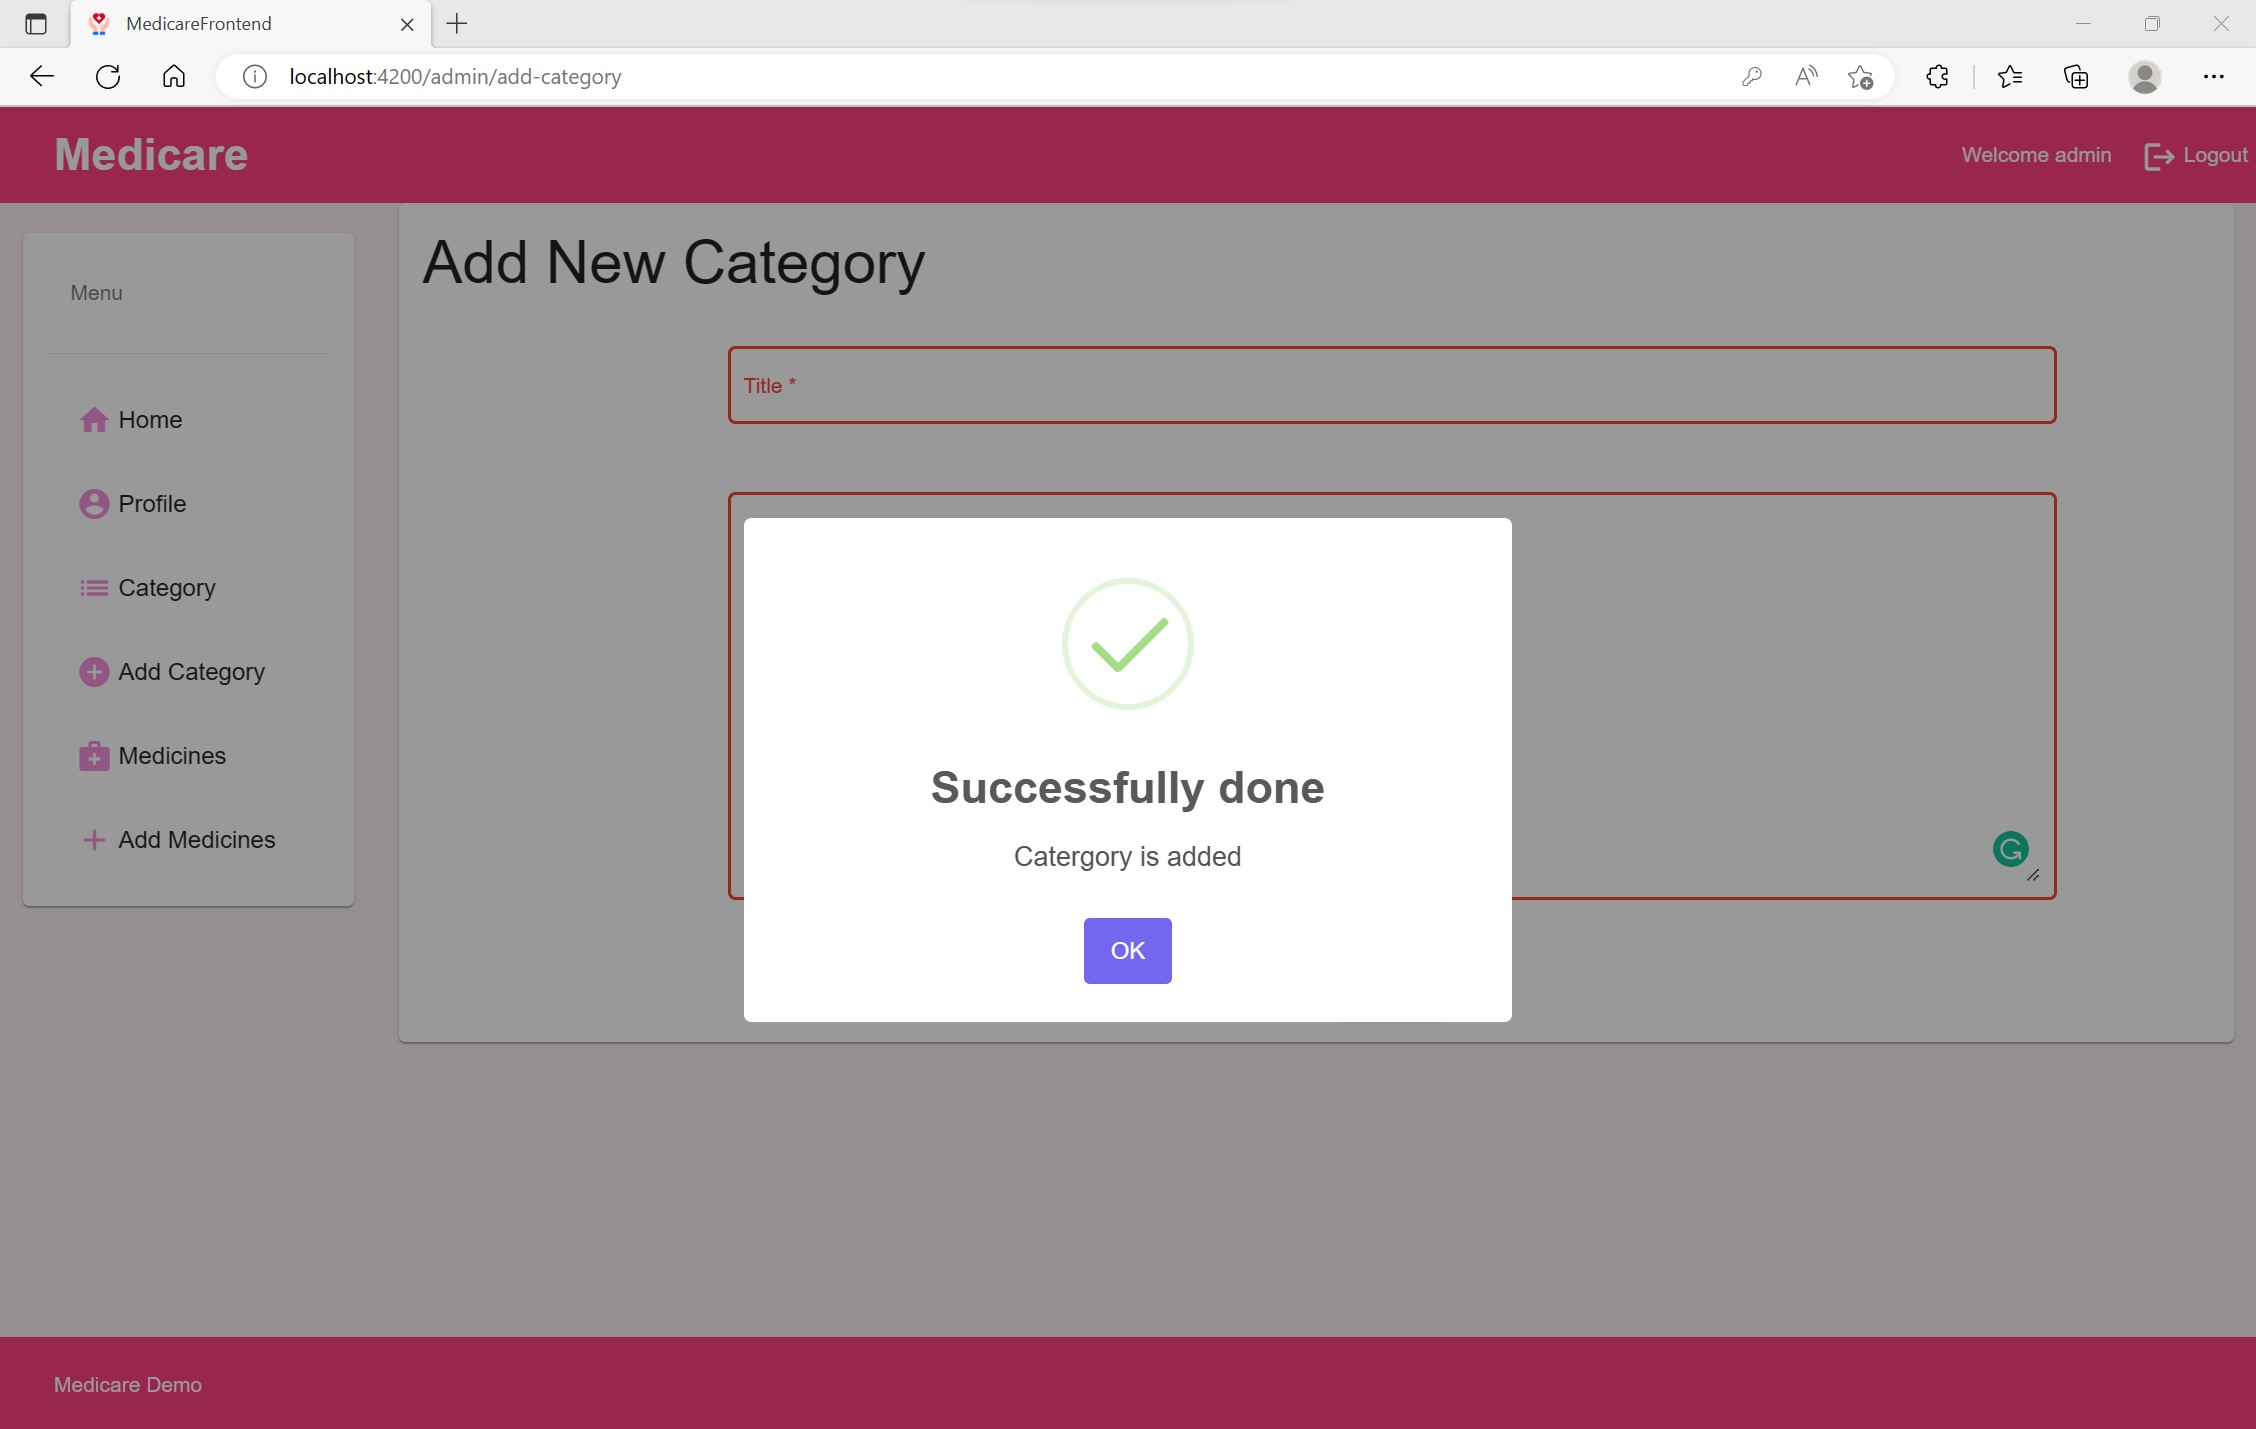 MedicareFrontend
localhost:4200/admin/add-category
Medicare
Welcome admin
Logout
Menu
Home
Profile
Category
Add Category
Medicines
Add Medicines
Add New Category
Title *
Successfully done
Catergory is added
OK
Medicare Demo